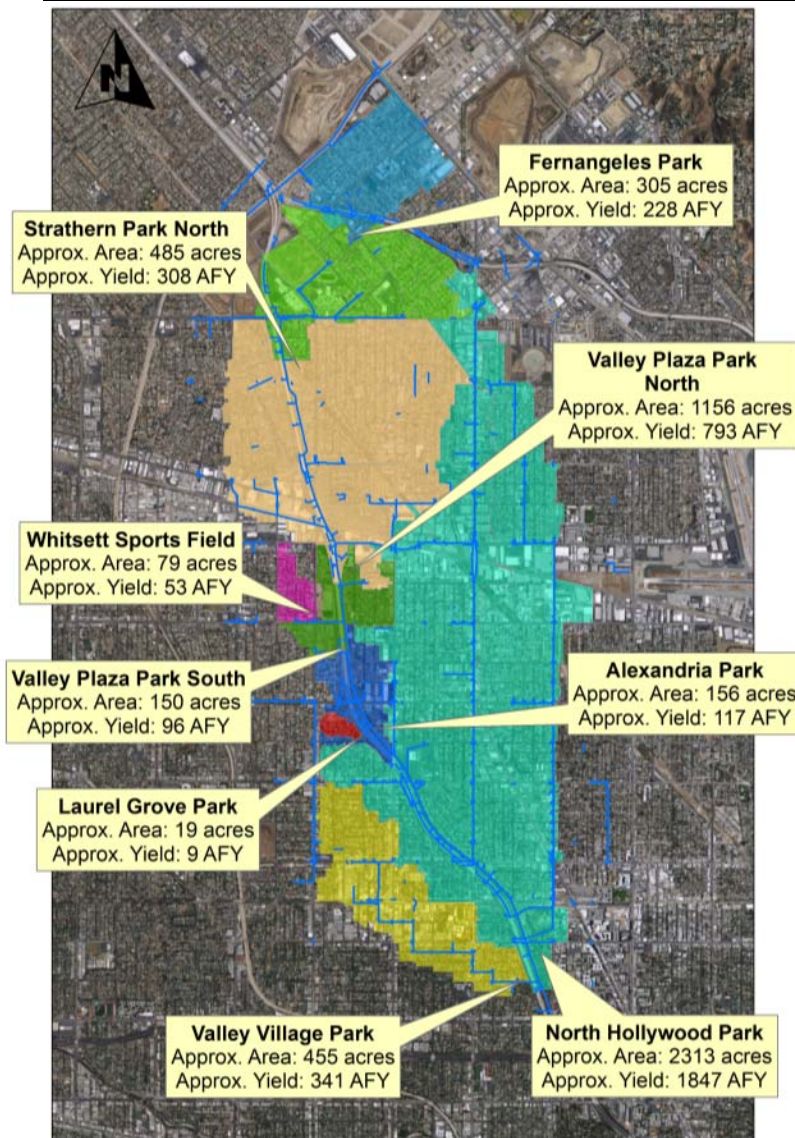 N
Fernangeles Park
Approx. Area: 305 acres
Approx. Yield: 228 AFY
Strathern Park North
Approx. Area: 485 acres
Approx. Yield: 308 AFY
Valley Plaza Park
North
Approx. Area: 1156 acres
Approx. Yield: 793 AFY
Whitsett Sports Field
Approx. Area: 79 acres
Approx. Yield: 53 AFY
Valley Plaza Park South
Approx. Area: 150 acres
Approx. Yield: 96 AFY
Alexandria Park
Approx. Area: 156 acres
Approx. Yield: 117 AFY
Laurel Grove Park
Approx. Area: 19 acres
Approx. Yield: 9 AFY
Valley Village Park
Approx. Area: 455 acres
Approx. Yield: 341 AFY
North Hollywood Park
Approx. Area: 2313 acres
Approx. Yield: 1847 AFY